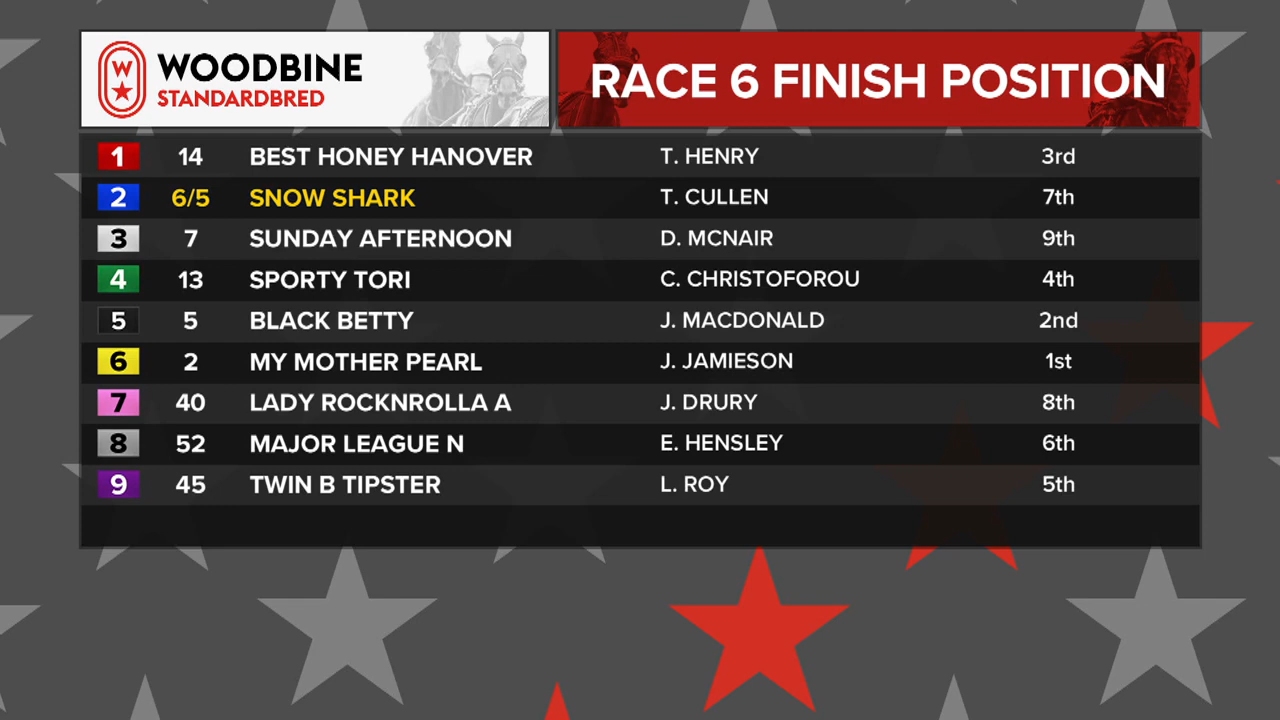 W
WOODBINE
STANDARDBRED
RACE 6 FINISH POSITION
1 14 BEST HONEY HANOVER T. HENRY 3rd
2 6/5 SNOW SHARK T. CULLEN 7th
3 7 SUNDAY AFTERNOON D. MCNAIR 9th
4 13 SPORTY TORI C. CHRISTOFOROU 4th
5 5 BLACK BETTY J. MACDONALD 2nd
6 2 MY MOTHER PEARL J. JAMIESON 1st
7 40 LADY ROCKNROLLA A J. DRURY 8th
8 52 MAJOR LEAGUE N E. HENSLEY 6th
9 45 TWIN B TIPSTER L. ROY 5th